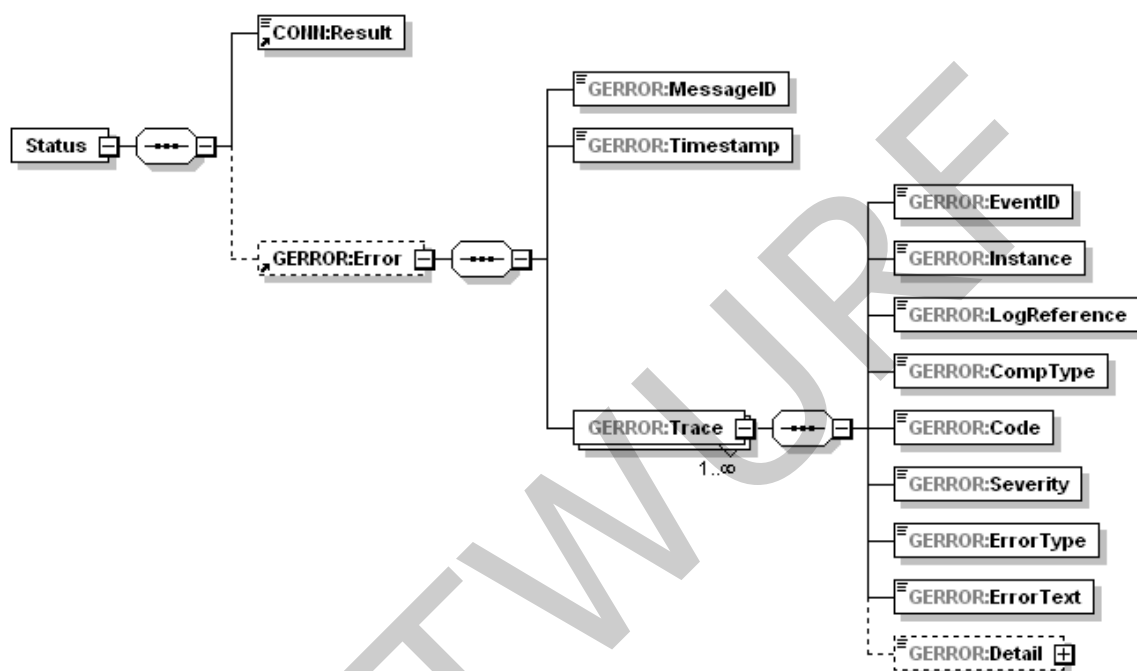 CONN:Result
GERROR:MessageID
Status
GERROR:Timestamp
GERROR:EventID
GERROR:Error
GERROR:Instance
GERROR:LogReference
GERROR:CompType
GERROR:Trace
GERROR:Code
1..∞
GERROR:Severity
GERROR:ErrorType
GERROR:ErrorText
GERROR:Detail
TWURF